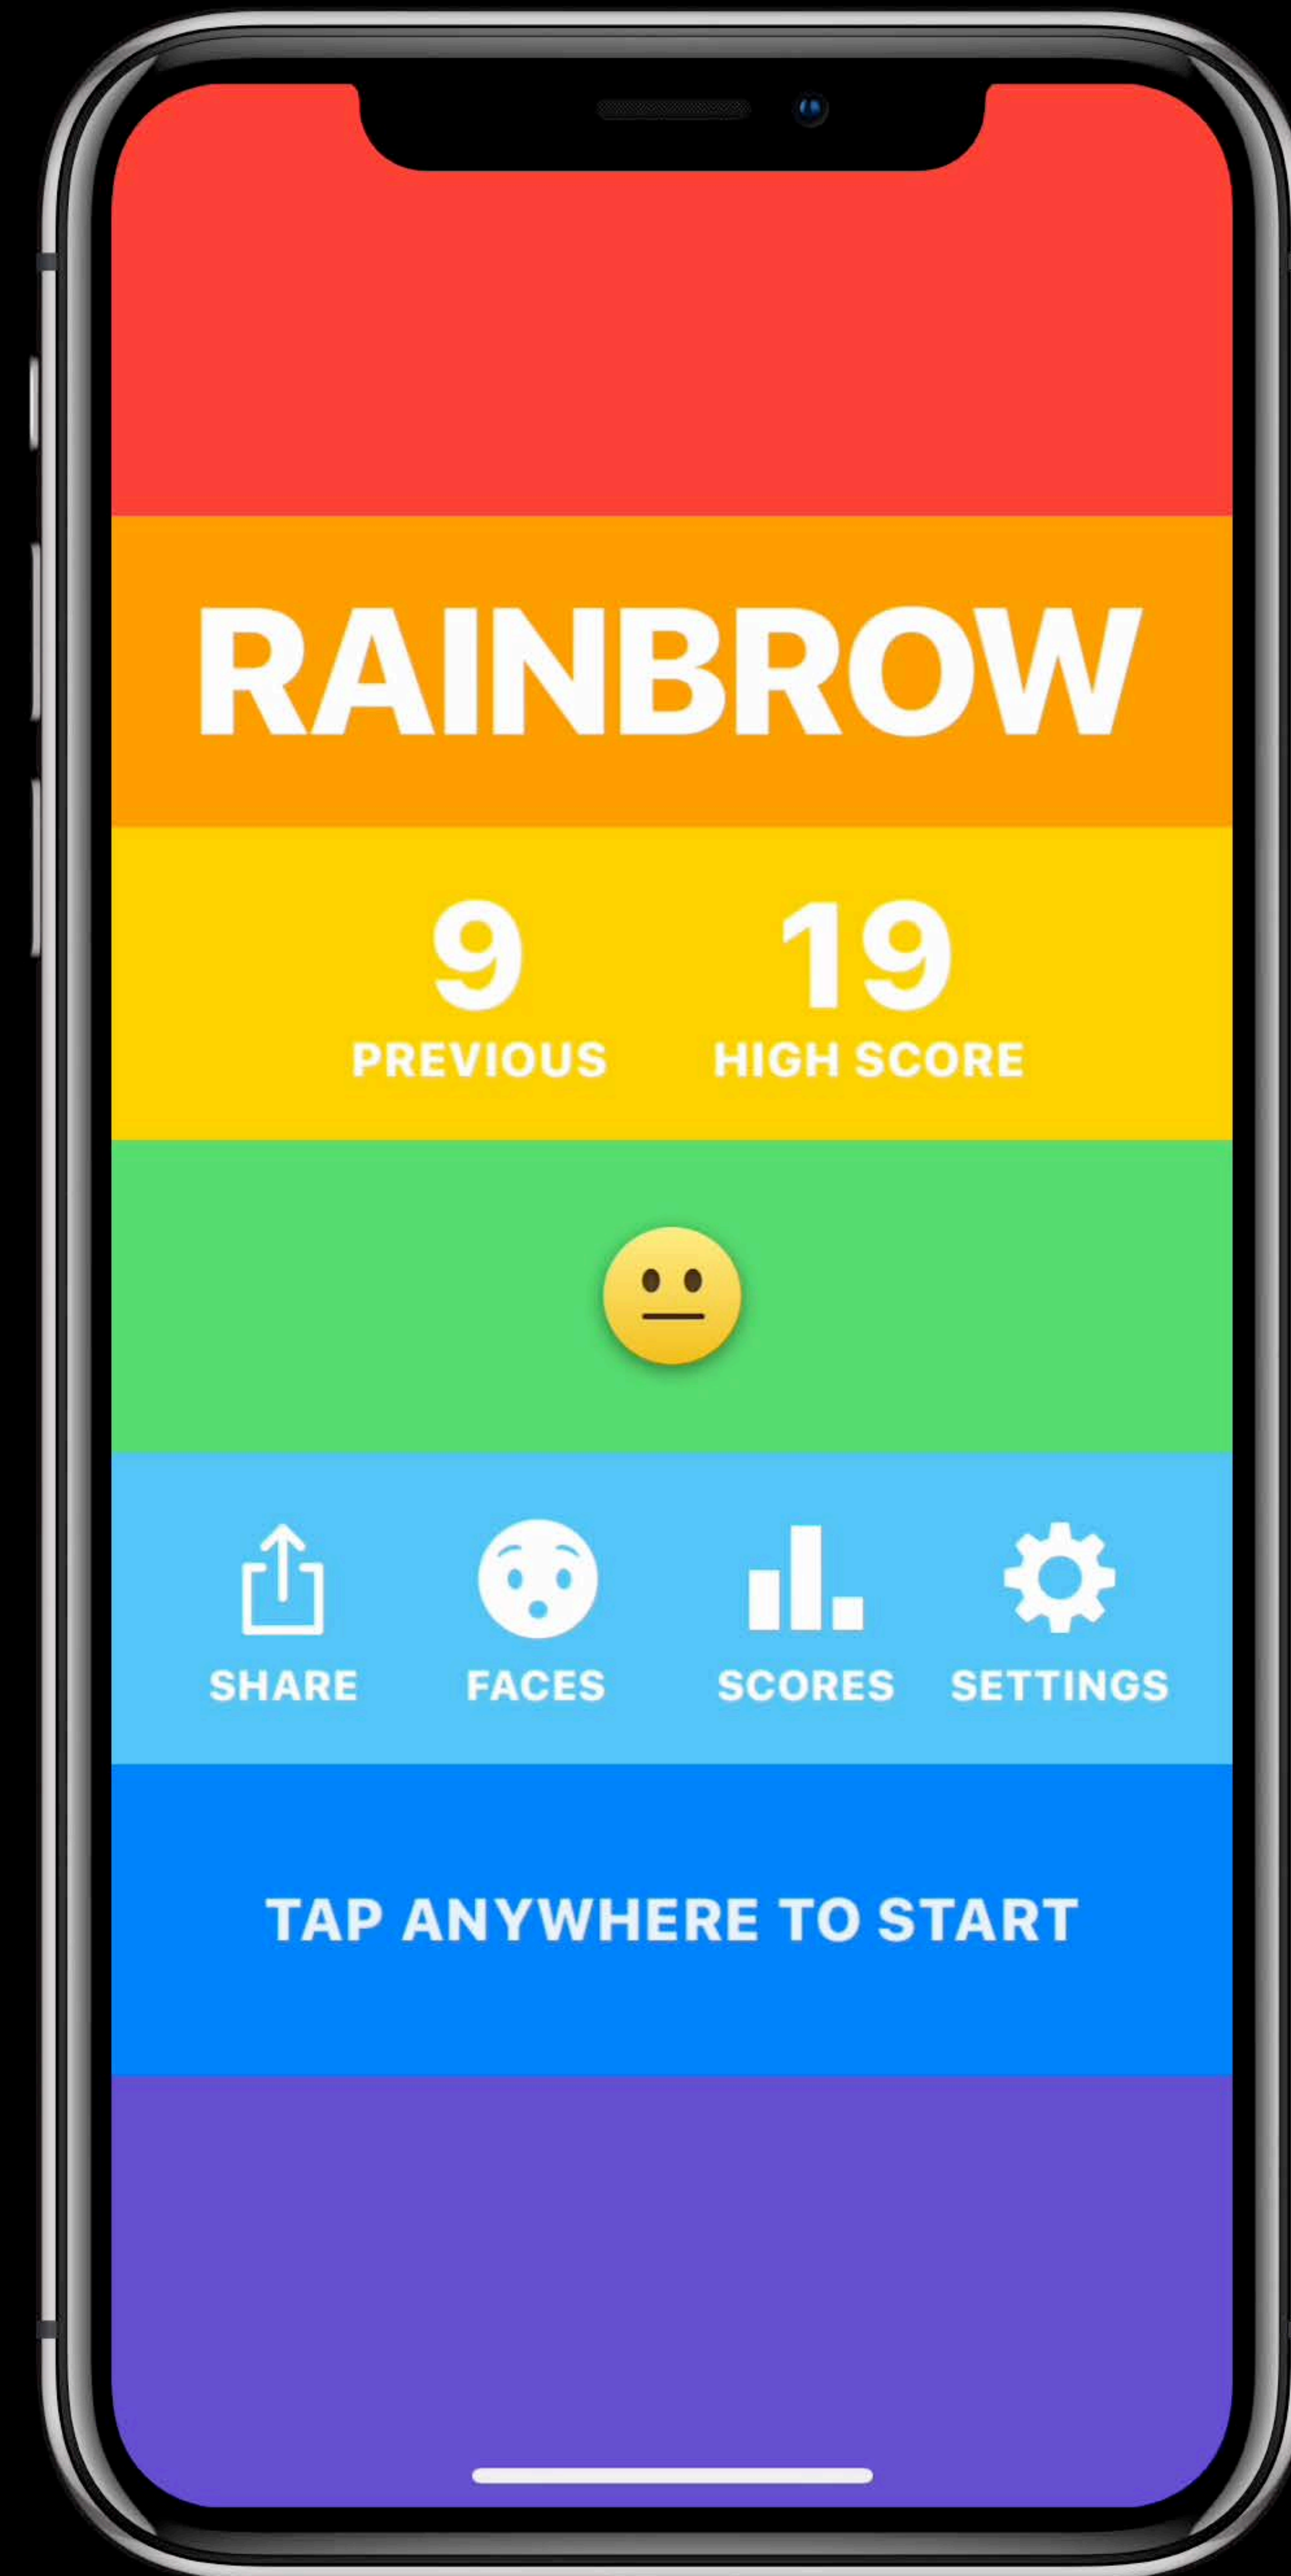 RAINBROW
9 19
PREVIOUS HIGH SCORE
SHARE FACES SCORES SETTINGS
TAP ANYWHERE TO START